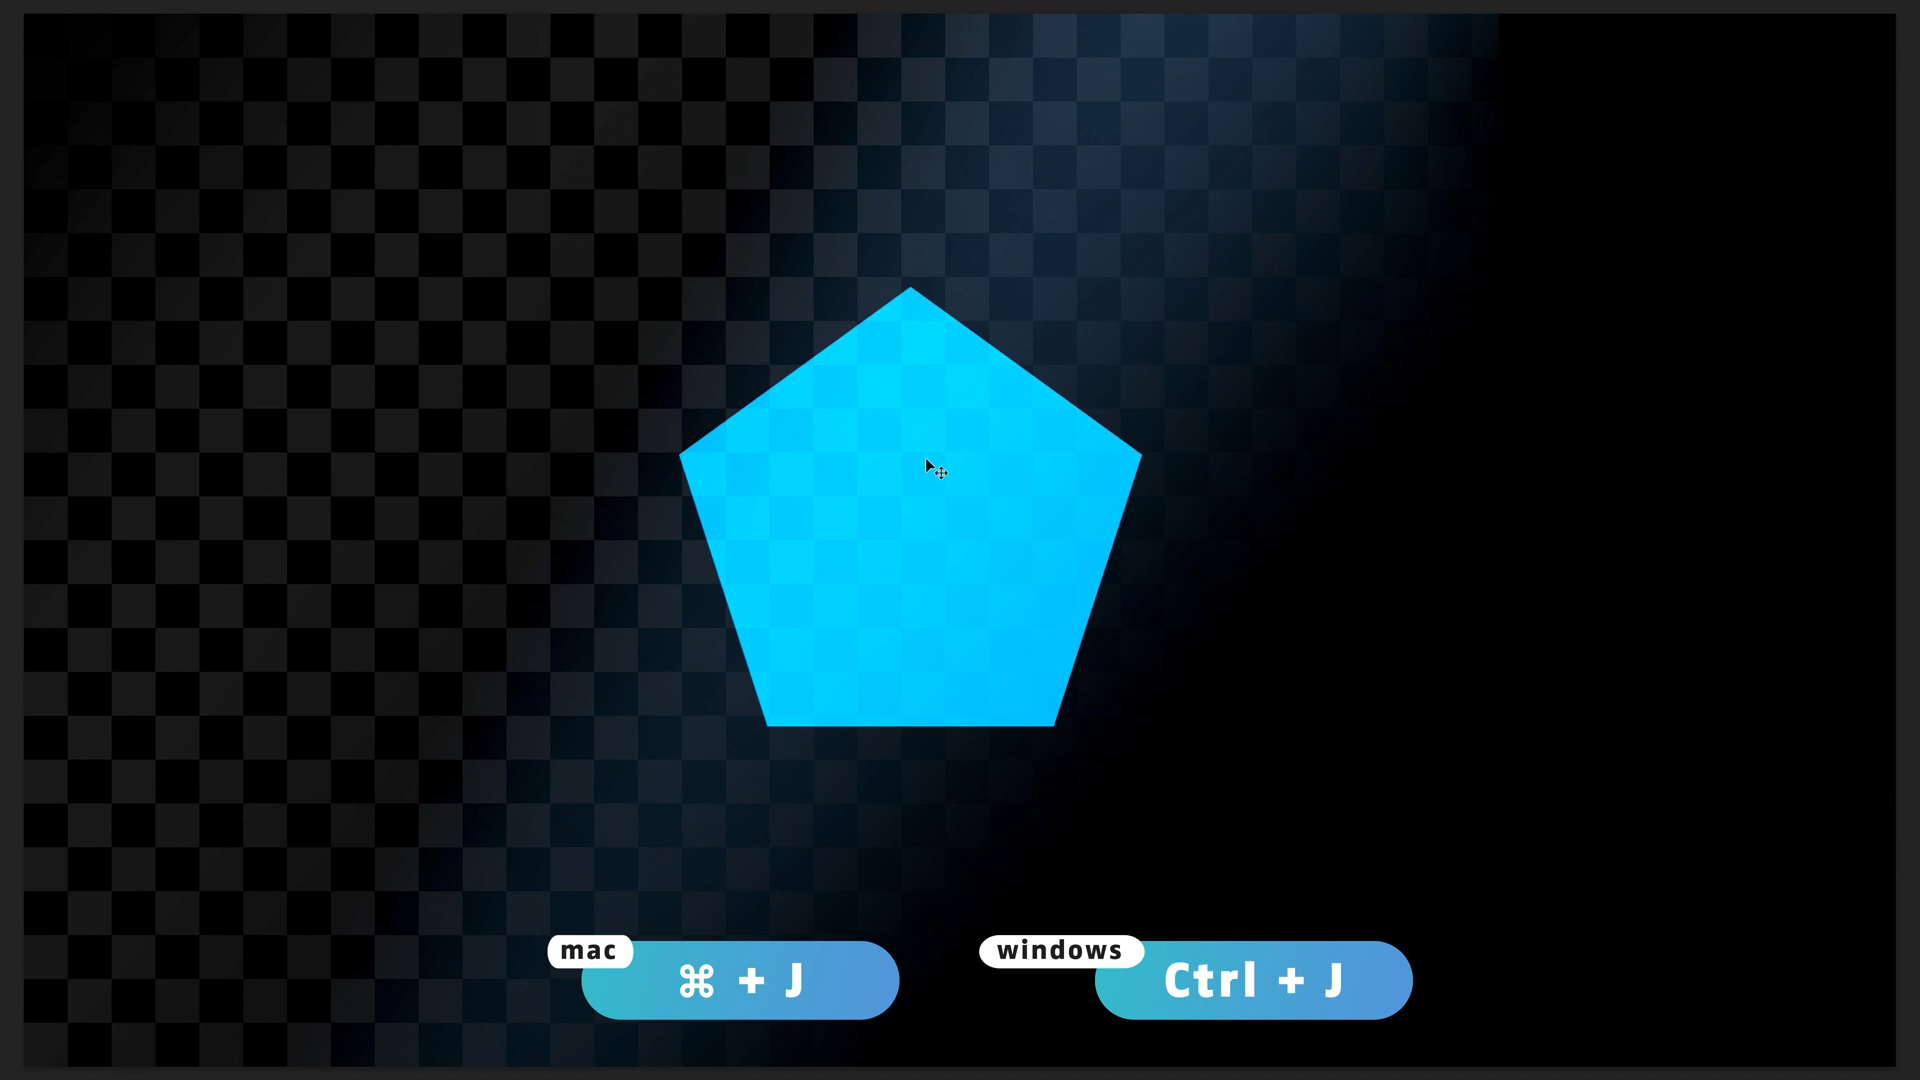 mac
⌘ + J
windows
Ctrl + J